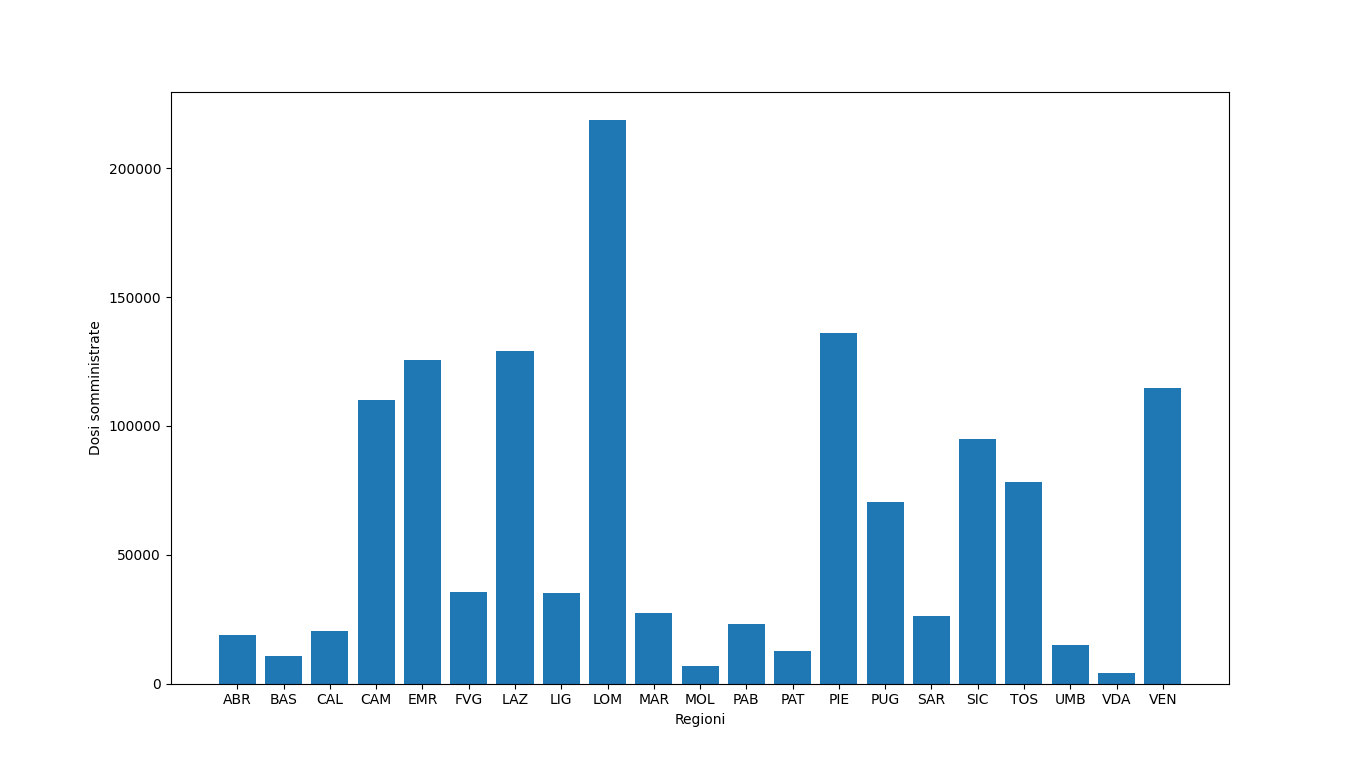 200000
150000
100000
50000
0
Dosi somministrate
ABR BAS CAL CAM EMR FVG LAZ LIG LOM MAR MOL PAB PAT PIE PUG SAR SIC TOS UMB VDA VEN
Regioni